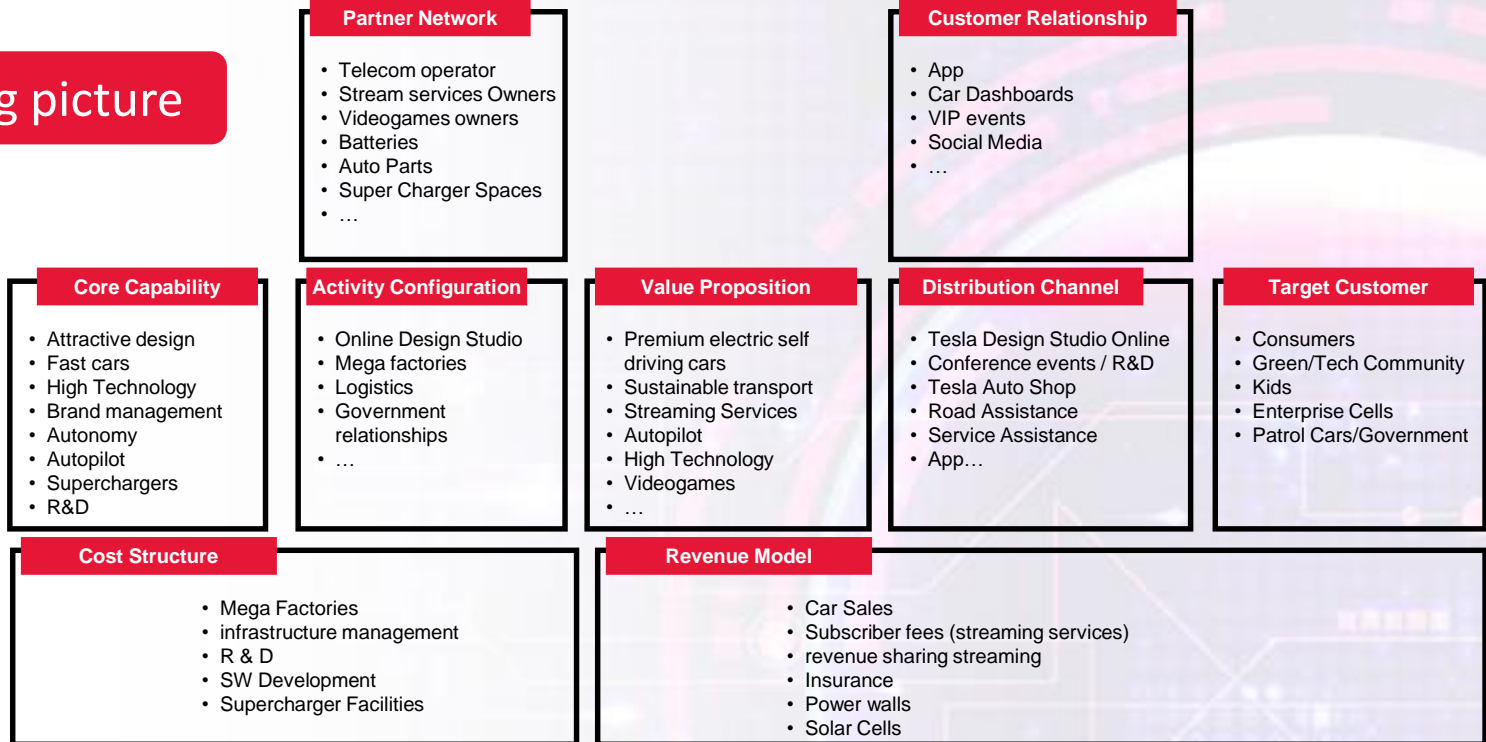 g picture
Partner Network
• Telecom operator
• Stream services Owners
• Videogames owners
• Batteries
• Auto Parts
• Super Charger Spaces
• …
Customer Relationship
• App
• Car Dashboards
• VIP events
• Social Media
• …
Core Capability
• Attractive design
• Fast cars
• High Technology
• Brand management
• Autonomy
• Autopilot
• Superchargers
• R&D
Activity Configuration
• Online Design Studio
• Mega factories
• Logistics
• Government
relationships
• …
Value Proposition
• Premium electric self
driving cars
• Sustainable transport
• Streaming Services
• Autopilot
• High Technology
• Videogames
• …
Distribution Channel
• Tesla Design Studio Online
• Conference events / R&D
• Tesla Auto Shop
• Road Assistance
• Service Assistance
• App…
Target Customer
• Consumers
• Green/Tech Community
• Kids
• Enterprise Cells
• Patrol Cars/Government
Cost Structure
• Mega Factories
• infrastructure management
• R & D
• SW Development
• Supercharger Facilities
Revenue Model
• Car Sales
• Subscriber fees (streaming services)
• revenue sharing streaming
• Insurance
• Power walls
• Solar Cells